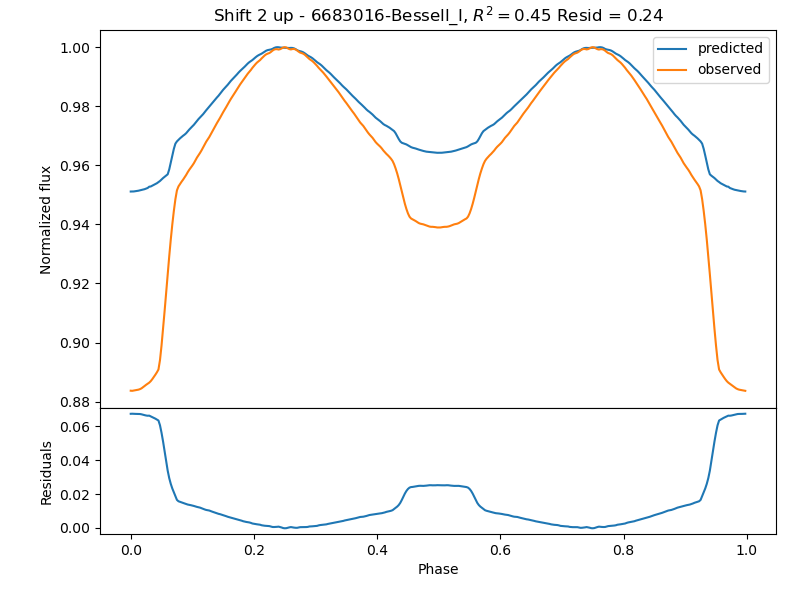 Shift 2 up - 6683016-Bessell_I, R² = 0.45 Resid = 0.24
predicted
observed
Normalized flux
1.00
0.98
0.96
0.94
0.92
0.90
0.88
Residuals
0.06
0.04
0.02
0.00
0.0 0.2 0.4 0.6 0.8 1.0
Phase